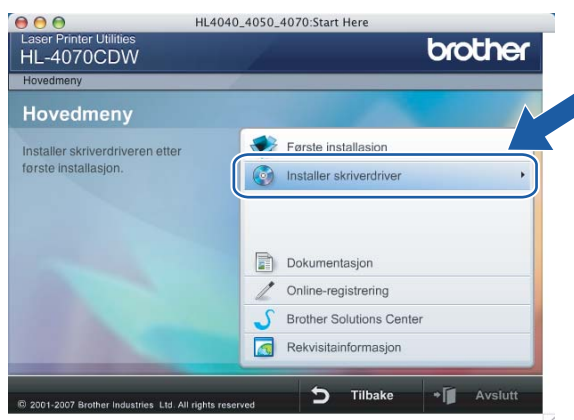 HL4040_4050_4070:Start Here
Laser Printer Utilities
HL-4070CDW
brother
Hovedmeny
Hovedmeny
Installer skriverdriveren etter
første installasjon.
Første installasjon
Installer skriverdriver
Dokumentasjon
Online-registrering
Brother Solutions Center
Rekvisitainformasjon
© 2001-2007 Brother Industries Ltd. All rights reserved
Tilbake
Avslutt